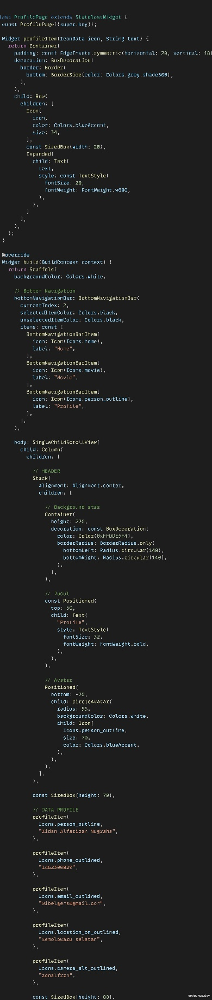 class ProfilePage extends StatelessWidget {
const ProfilePage({super.key});
Widget profileItem(IconData icon, String text) {
return Container(
padding: const EdgeInsets.symmetric(horizontal: 20, vertical: 18)
decoration: BoxDecoration(
border: Border(
bottom: BorderSide(color: Colors.grey.shade300),
),
),
child: Row(
children: [
Icon(
icon,
color: Colors.blueAccent,
size: 34,
),
const SizedBox(width: 20),
Expanded(
child: Text(
text,
style: const TextStyle(
fontSize: 20,
fontWeight: FontWeight.w600,
),
),
)
],
),
);
}
@override
Widget build(BuildContext context) {
return Scaffold(
backgroundColor: Colors.white,
// Bottom Navigation
bottomNavigationBar: BottomNavigationBar(
currentIndex: 2,
selectedItemColor: Colors.black,
unselectedItemColor: Colors.black,
items: const [
BottomNavigationBarItem(
icon: Icon(Icons.home),
label: "Home",
),
BottomNavigationBarItem(
icon: Icon(Icons.movie),
label: "Movie",
),
BottomNavigationBarItem(
icon: Icon(Icons.person_outline),
label: "Profile",
),
],
),
body: SingleChildScrollView(
child: Column(
children: [
// HEADER
Stack(
alignment: Alignment.center,
children: [
// Background atas
Container(
height: 220,
decoration: const BoxDecoration(
color: Color(0xFFDDE5F4),
borderRadius: BorderRadius.only(
bottomLeft: Radius.circular(140),
bottomRight: Radius.circular(140),
),
),
),
// Judul
const Positioned(
top: 50,
child: Text(
"Profile",
style: TextStyle(
fontSize: 32,
fontWeight: FontWeight.bold,
),
),
),
// Avatar
Positioned(
bottom: -20,
child: CircleAvatar(
radius: 55,
backgroundColor: Colors.white,
child: Icon(
Icons.person_outline,
size: 70,
color: Colors.blueAccent,
),
),
),
],
),
const SizedBox(height: 70),
// DATA PROFILE
profileItem(
Icons.person_outline,
"Zidan Alfarizan Nugraha",
),
profileItem(
Icons.phone_outlined,
"1462300029",
),
profileItem(
Icons.email_outlined,
"Wibelgens@gmail.com",
),
profileItem(
Icons.location_on_outlined,
"Semolowaru selatan",
),
profileItem(
Icons.camera_alt_outlined,
"zdnalfrzn",
),
const SizedBox(height: 80),
codesnap.dev